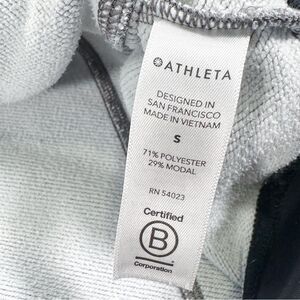 ATHLETA
DESIGNED IN
SAN FRANCISCO
MADE IN VIETNAM
S
71% POLYESTER
29% MODAL
RN 54023
Certified
B
Corporation